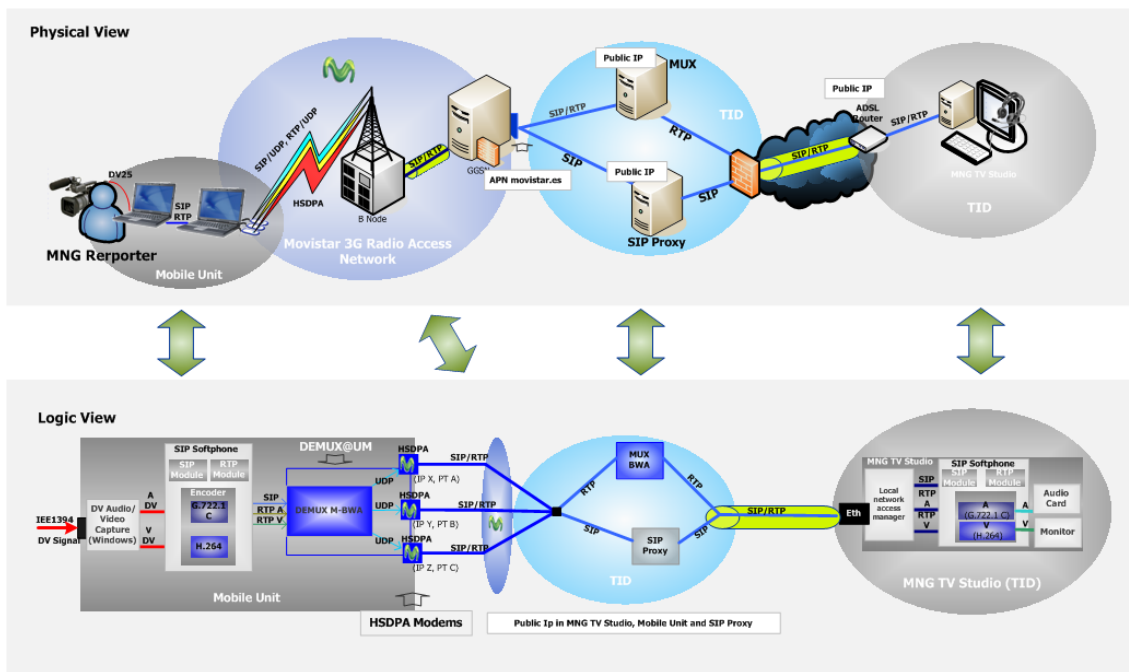 Physical View
Public IP
MUX
TID
Public IP
ADSL
Router
SIP/RTP
SIP/UDP, RTP/UDP
SIP/RTP
SIP/RTP
RTP
SIP/RTP
DV25
SIP
RTP
HSDPA
B Node
GGSN
APN movistar.es
SIP
Public IP
SIP
SIP Proxy
MNG TV Studio
TID
MNG Rerporter
Movistar 3G Radio Access
Network
Mobile Unit
Logic View
SIP Softphone
SIP
Module
RTP
Module
DEMUX@UM
HSDPA
SIP/RTP
(IP X, PT A)
UDP
Encoder
G.722.1
C
H.264
SIP
RTP A
RTP V
DEMUX M-BWA
UDP
HSDPA
SIP/RTP
(IP Y, PT B)
UDP
HSDPA
SIP/RTP
(IP Z, PT C)
IEE1394
DV Signal
DV Audio/
Video
Capture
(Windows)
A
DV
V
DV
Mobile Unit
HSDPA Modems
MUX
BWA
RTP
RTP
SIP
SIP
SIP
Proxy
TID
SIP/RTP
Public Ip in MNG TV Studio, Mobile Unit and SIP Proxy
Eth
MNG TV Studio
Local
network
access
manager
SIP
RTP
A
RTP
V
SIP Softphone
SIP
Module
RTP
Module
A
(G.722.1 C)
V
(H.264)
A
V
Audio
Card
Monitor
MNG TV Studio (TID)